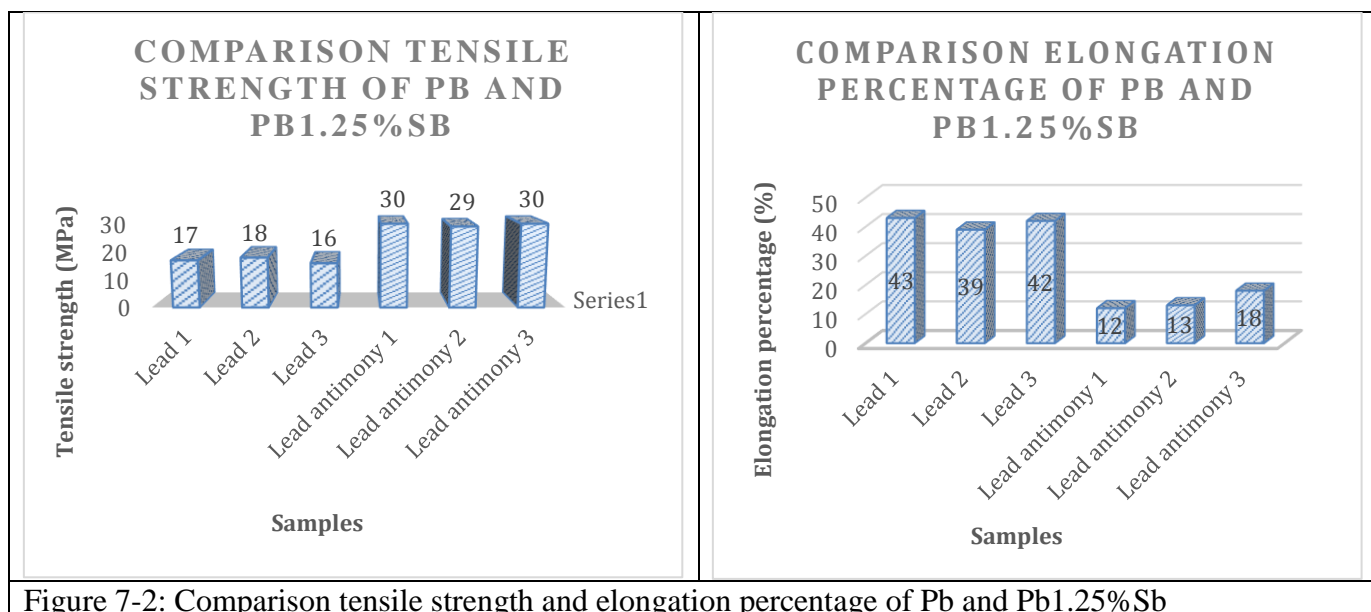 COMPARISON TENSILE
STRENGTH OF PB AND
PB1.25%SB
Tensile strength (MPa)
30
20
10
0
17
18
16
30
29
30
Series1
Lead 1
Lead 2
Lead 3
Lead antimony 1
Lead antimony 2
Lead antimony 3
Samples
COMPARISON ELONGATION
PERCENTAGE OF PB AND
PB1.25%SB
Elongation percentage (%)
50
40
30
20
10
0
43
39
42
12
13
18
Lead 1
Lead 2
Lead 3
Lead antimony 1
Lead antimony 2
Lead antimony 3
Samples
Figure 7-2: Comparison tensile strength and elongation percentage of Pb and Pb1.25%Sb